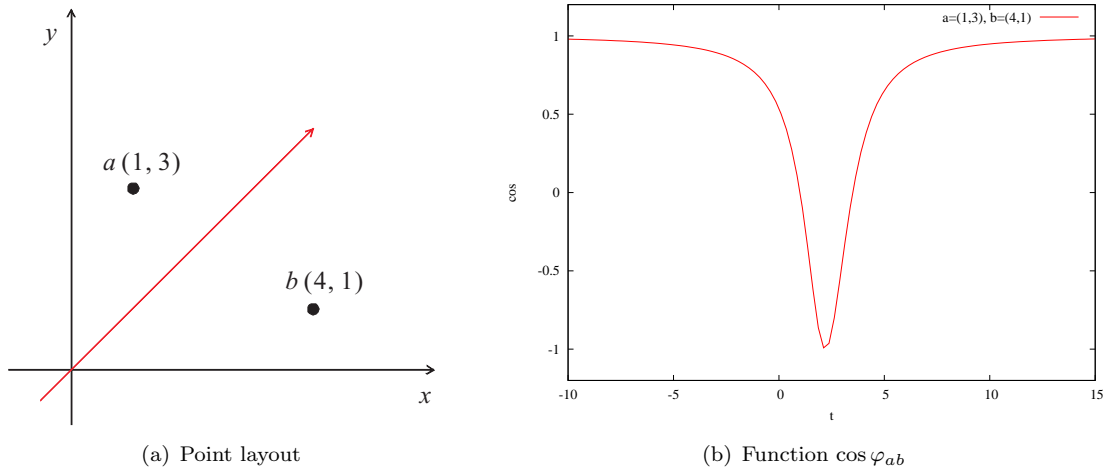 y
a (1, 3)
b (4, 1)
x
(a) Point layout
a=(1,3), b=(4,1)
1
0.5
0
-0.5
-1
cos
-10
-5
0
5
10
15
t
(b) Function cos φab